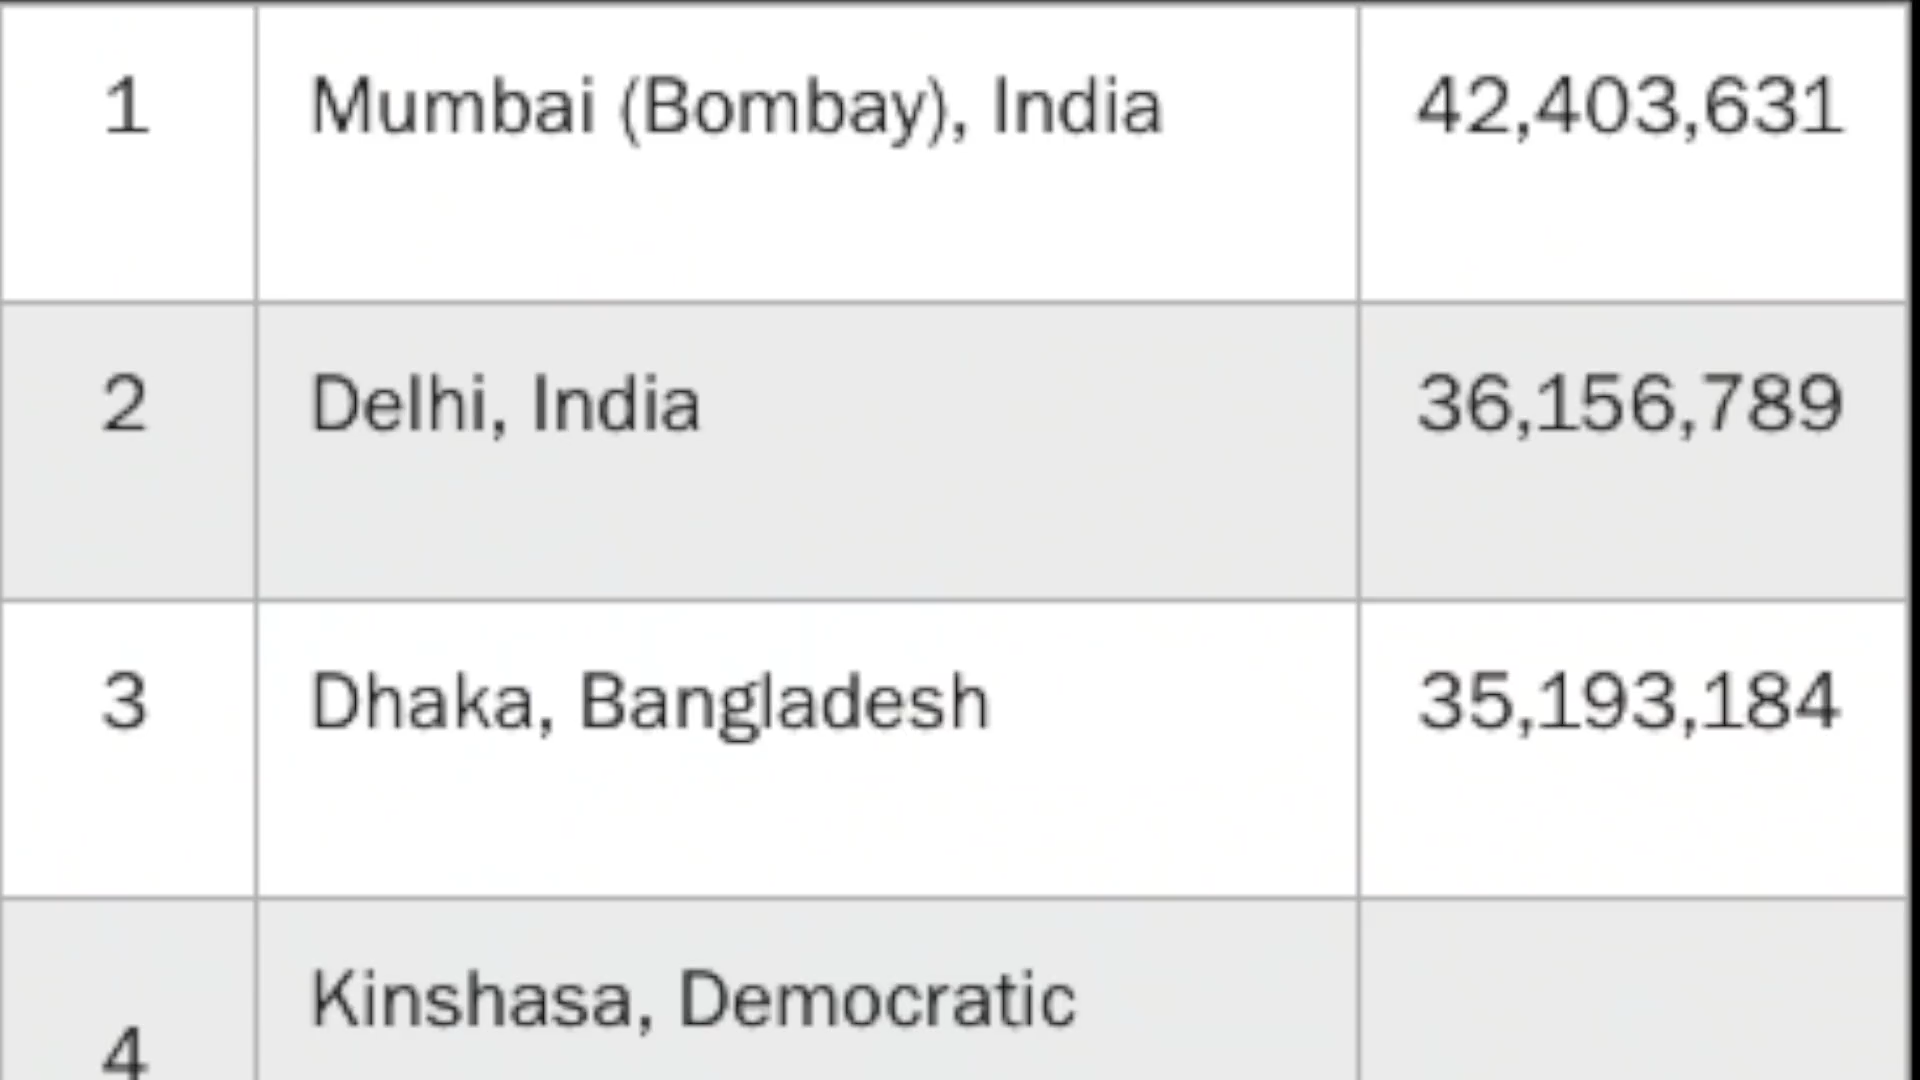 1 Mumbai (Bombay), India 42,403,631
2 Delhi, India 36,156,789
3 Dhaka, Bangladesh 35,193,184
Kinshasa, Democratic
4